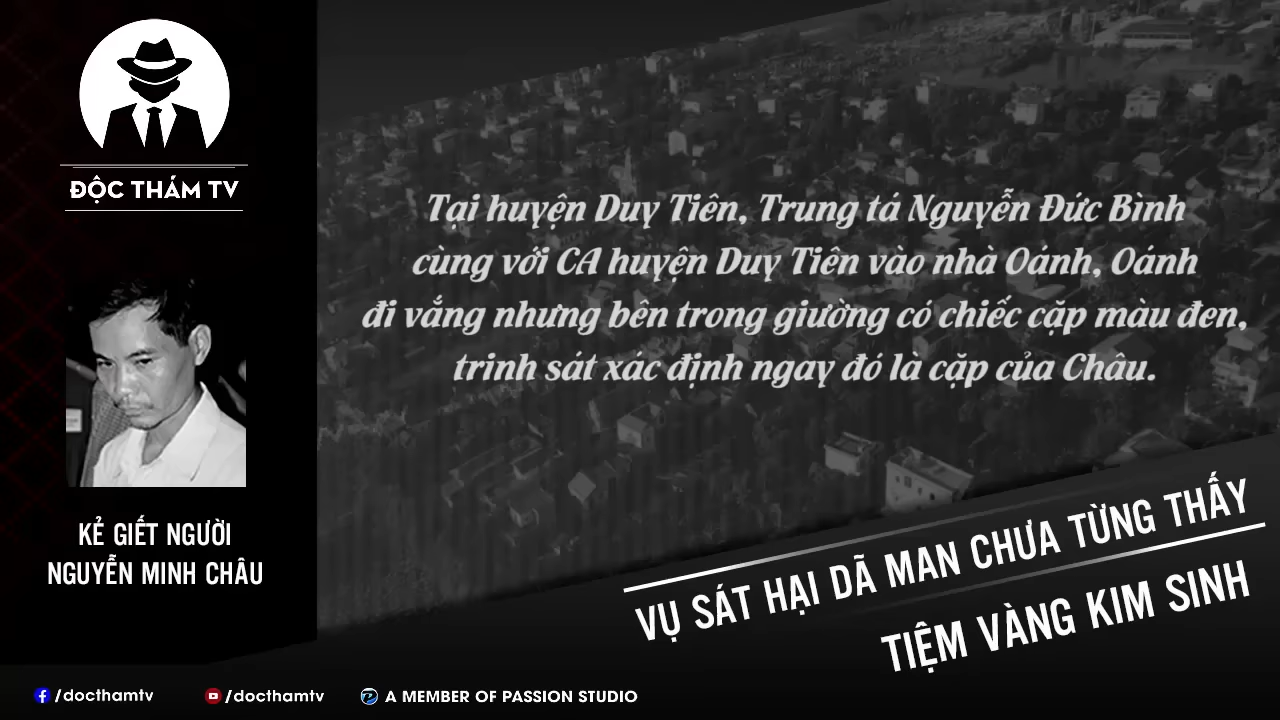 ĐỘC THÁM TV
KẺ GIẾT NGƯỜI
NGUYỄN MINH CHÂU
Tại huyện Duy Tiên, Trung tá Nguyễn Đức Bình
cùng với CA huyện Duy Tiên vào nhà Oánh, Oánh
đi vắng nhưng bên trong giường có chiếc cặp màu đen,
trinh sát xác định ngay đó là cặp của Châu.
VỤ SÁT HẠI DÃ MAN CHƯA TỪNG THẤY
TIỆM VÀNG KIM SINH
/docthamtv
/docthamtv
A MEMBER OF PASSION STUDIO